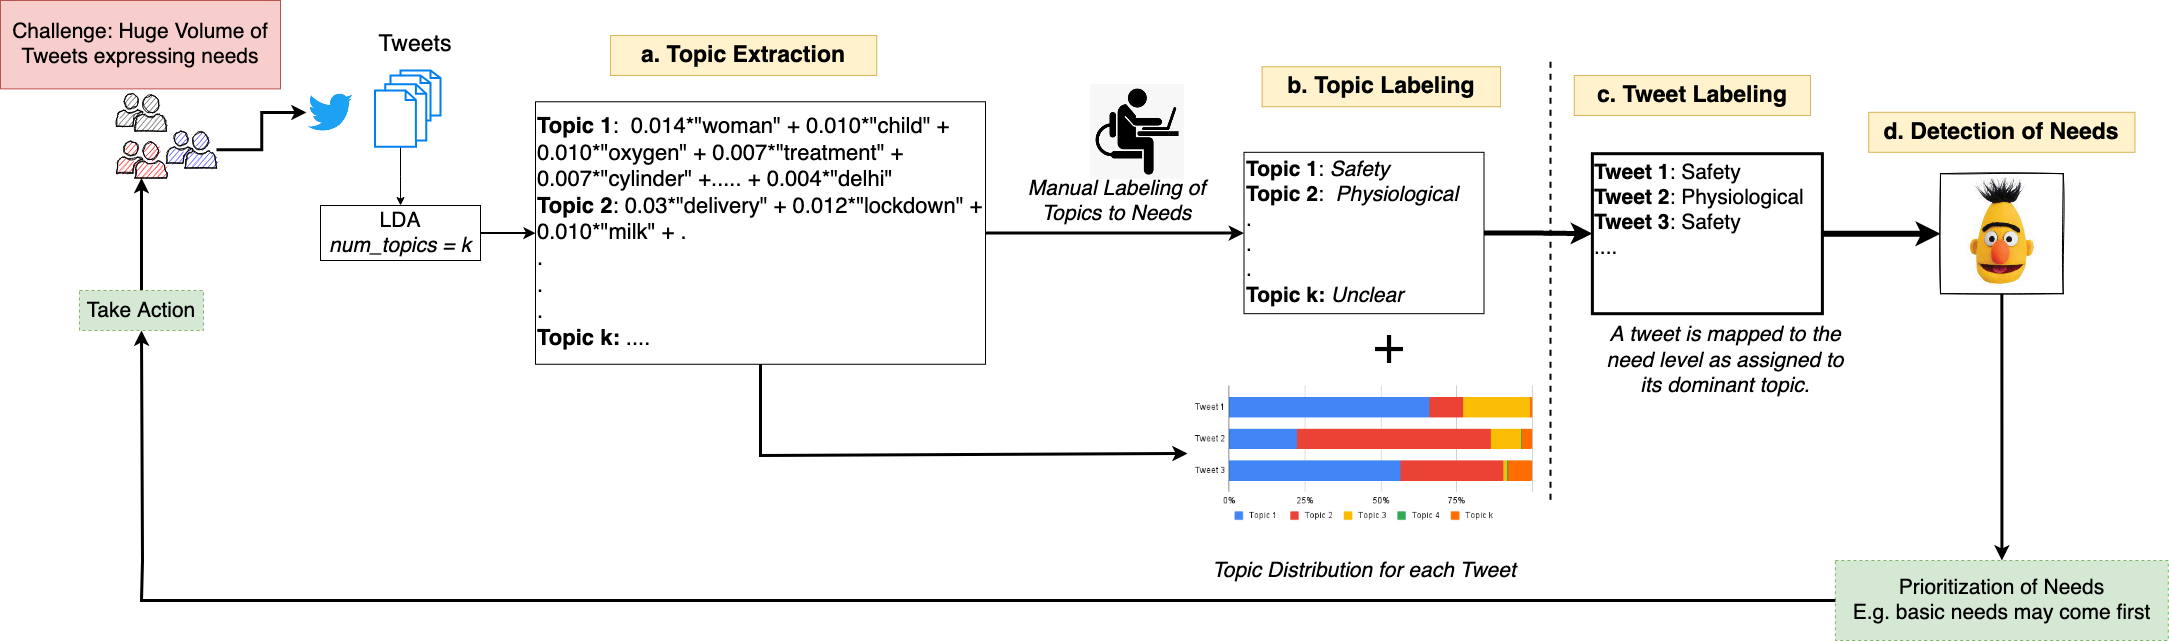 Challenge: Huge Volume of
Tweets expressing needs
Tweets
LDA
num_topics = k
Take Action
a. Topic Extraction
Topic 1:  0.014*"woman" + 0.010*"child" +
0.010*"oxygen" + 0.007*"treatment" +
0.007*"cylinder" +..... + 0.004*"delhi"
Topic 2: 0.03*"delivery" + 0.012*"lockdown" +
0.010*"milk" + .
.
.
.
Topic k: ....
Manual Labeling of
Topics to Needs
b. Topic Labeling
Topic 1: Safety
Topic 2:  Physiological
.
.
.
Topic k: Unclear
+
Tweet 1
Tweet 2
Tweet 3
0% 25% 50% 75%
Topic 1 Topic 2 Topic 3 Topic 4 Topic k
Topic Distribution for each Tweet
c. Tweet Labeling
Tweet 1: Safety
Tweet 2: Physiological
Tweet 3: Safety
....
A tweet is mapped to the
need level as assigned to
its dominant topic.
d. Detection of Needs
Prioritization of Needs
E.g. basic needs may come first